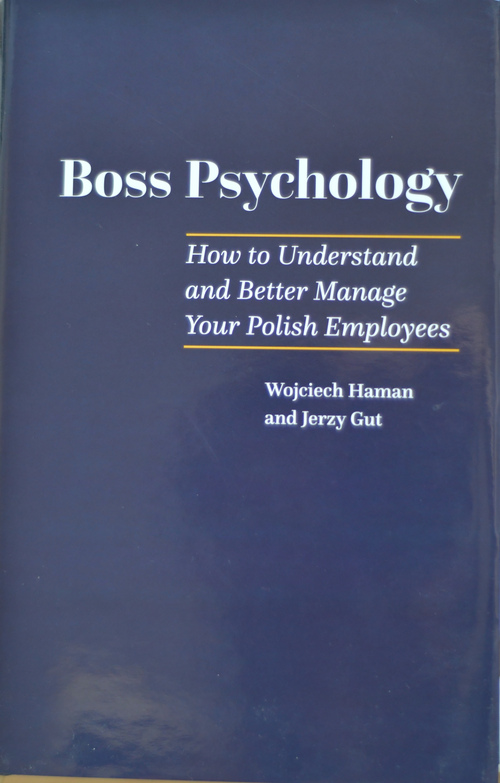 Boss Psychology
How to Understand
and Better Manage
Your Polish Employees
Wojciech Haman
and Jerzy Gut